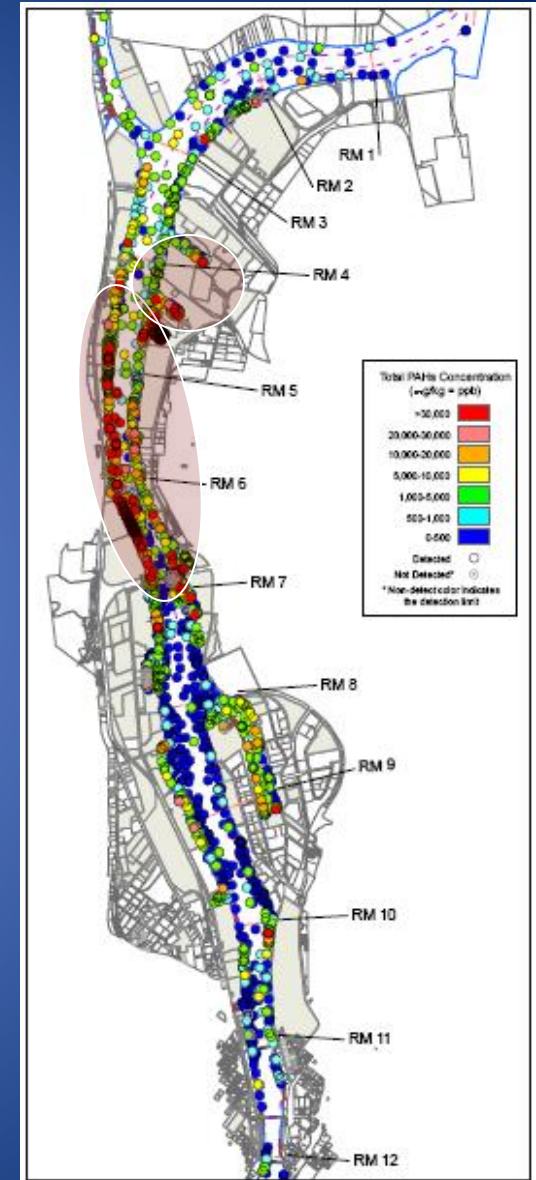 RM 1
RM 2
RM 3
RM 4
RM 5
RM 6
RM 7
RM 8
RM 9
RM 10
RM 11
RM 12
Total PAHs Concentration
(ug/kg = ppb)
>30,000
20,000-30,000
10,000-20,000
5,000-10,000
1,000-5,000
500-1,000
0-500
Detected
Not Detected*
* Non-detect color indicates
the detection limit